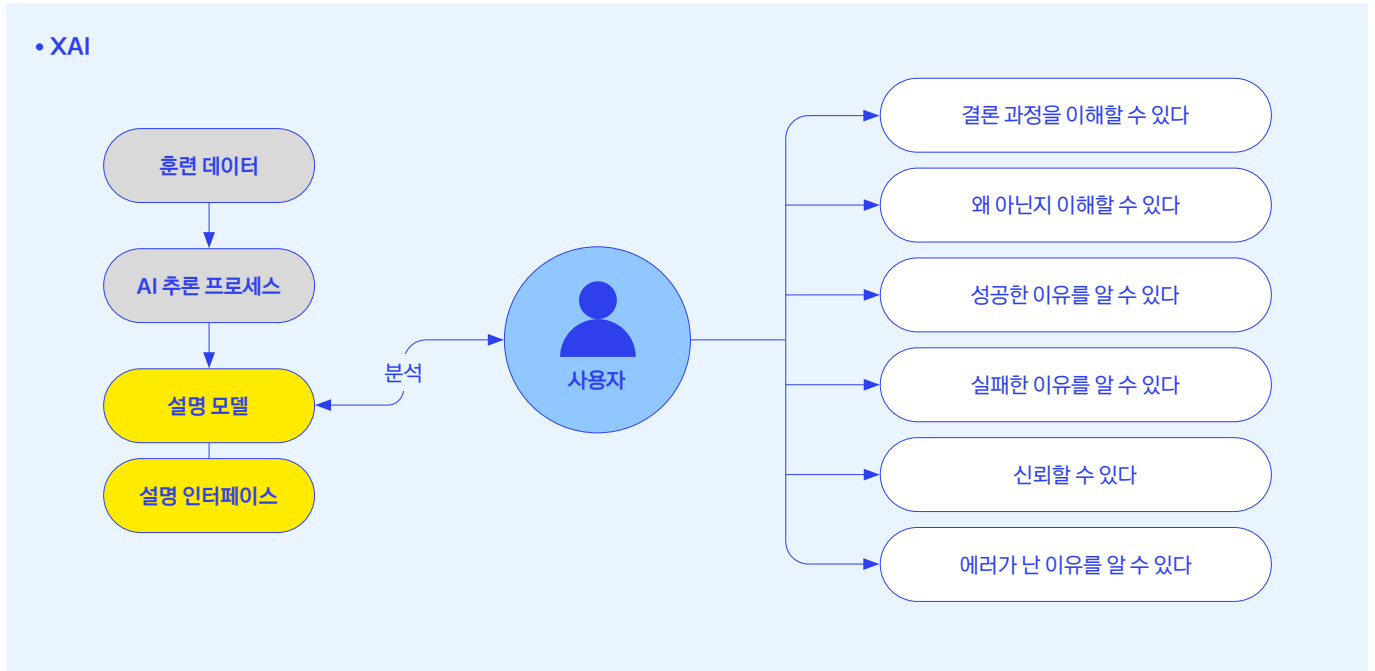 • XAI
훈련 데이터
AI 추론 프로세스
설명 모델
설명 인터페이스
분석
사용자
결론 과정을 이해할 수 있다
왜 아닌지 이해할 수 있다
성공한 이유를 알 수 있다
실패한 이유를 알 수 있다
신뢰할 수 있다
에러가 난 이유를 알 수 있다